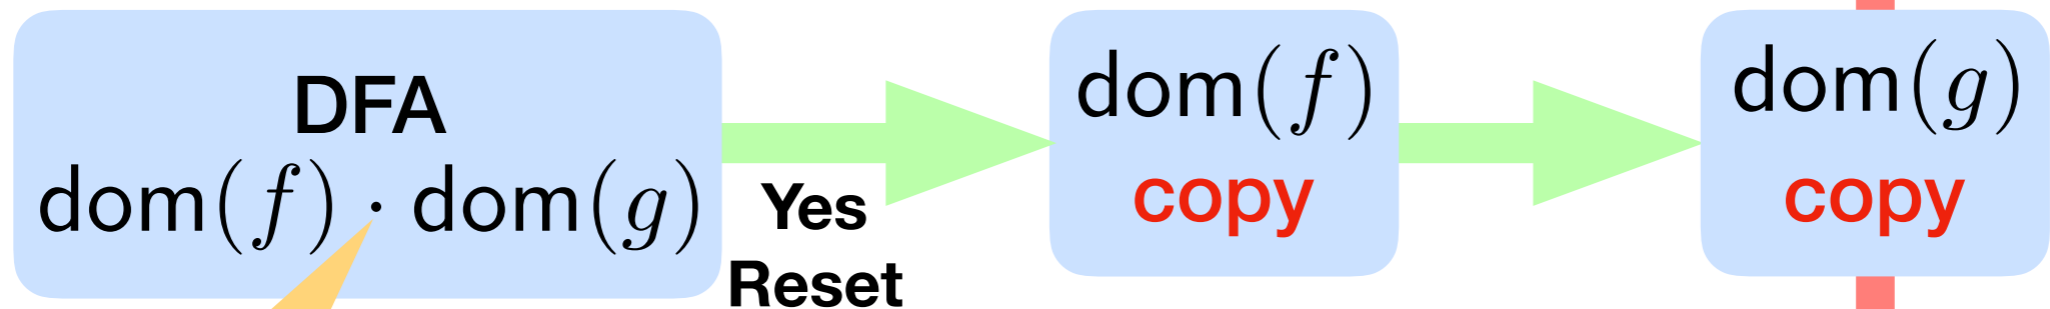 DFA
dom(f) · dom(g)
Yes
Reset
dom(f)
copy
dom(g)
copy